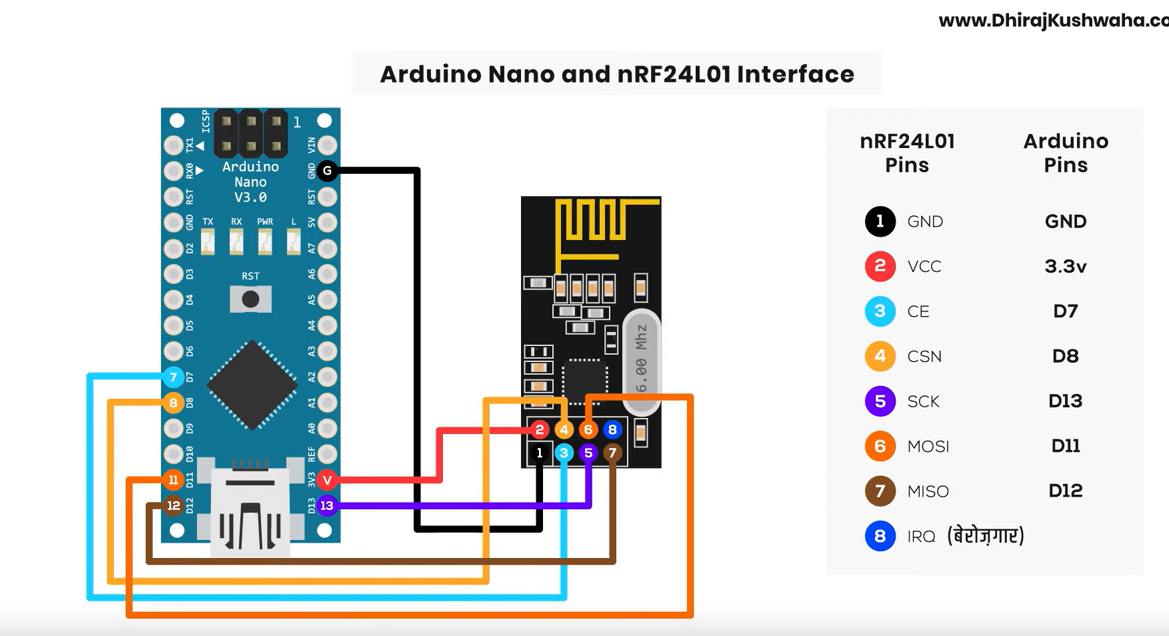 www.DhirajKushwaha.co
Arduino Nano and nRF24L01 Interface
ICSP
1
TX1
RX0
RST
GND
D2
D3
D4
D5
D6
D7
D8
D9
D10
D11
D12
VIN
GND
RST
5V
A7
A6
A5
A4
A3
A2
A1
A0
REF
3V3
D13
Arduino
Nano
V3.0
TX RX PWR L
RST
G
7
8
11
12
V
13
6.00 Mhz
2 4 6 8
1 3 5 7
nRF24L01 Arduino
Pins Pins
1 GND GND
2 VCC 3.3v
3 CE D7
4 CSN D8
5 SCK D13
6 MOSI D11
7 MISO D12
8 IRQ (बेरोज़गार)